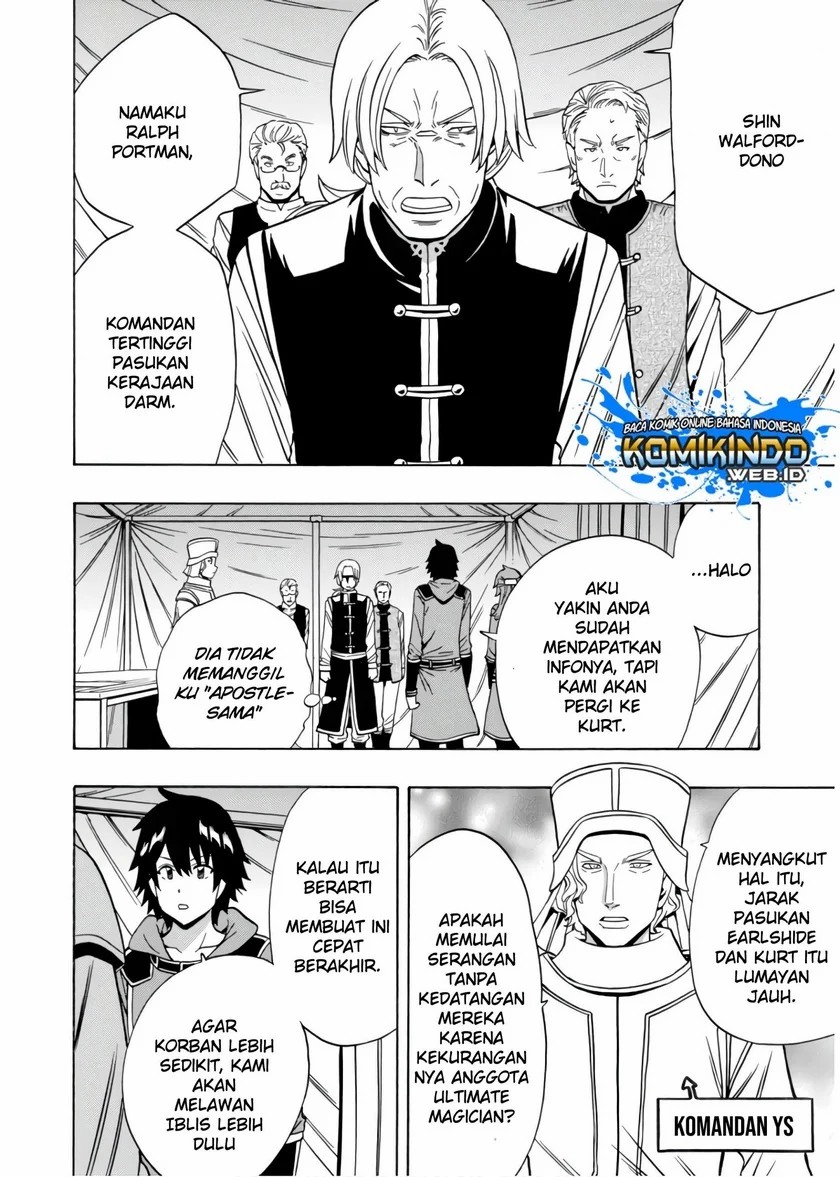 SHIN
WALFORD-
DONO
NAMAKU
RALPH
PORTMAN,
KOMANDAN
TERTINGGI
PASUKAN
KERAJAAN
DARM.
BACA KOMIK ONLINE BAHASA INDONESIA
KOMIKINDO
WEB.ID
...HALO
AKU
YAKIN ANDA
SUDAH
MENDAPATKAN
INFONYA, TAPI
KAMI AKAN
PERGI KE
KURT.
DIA TIDAK
MEMANGGIL
KU "APOSTLE-
SAMA"
MENYANGKUT
HAL ITU,
JARAK
PASUKAN
EARLSHIDE
DAN KURT ITU
LUMAYAN
JAUH.
APAKAH
MEMULAI
SERANGAN
TANPA
KEDATANGAN
MEREKA
KARENA
KEKURANGAN
NYA ANGGOTA
ULTIMATE
MAGICIAN?
KOMANDAN YS
KALAU ITU
BERARTI
BISA
MEMBUAT INI
CEPAT
BERAKHIR.
AGAR
KORBAN LEBIH
SEDIKIT, KAMI
AKAN
MELAWAN
IBLIS LEBIH
DULU